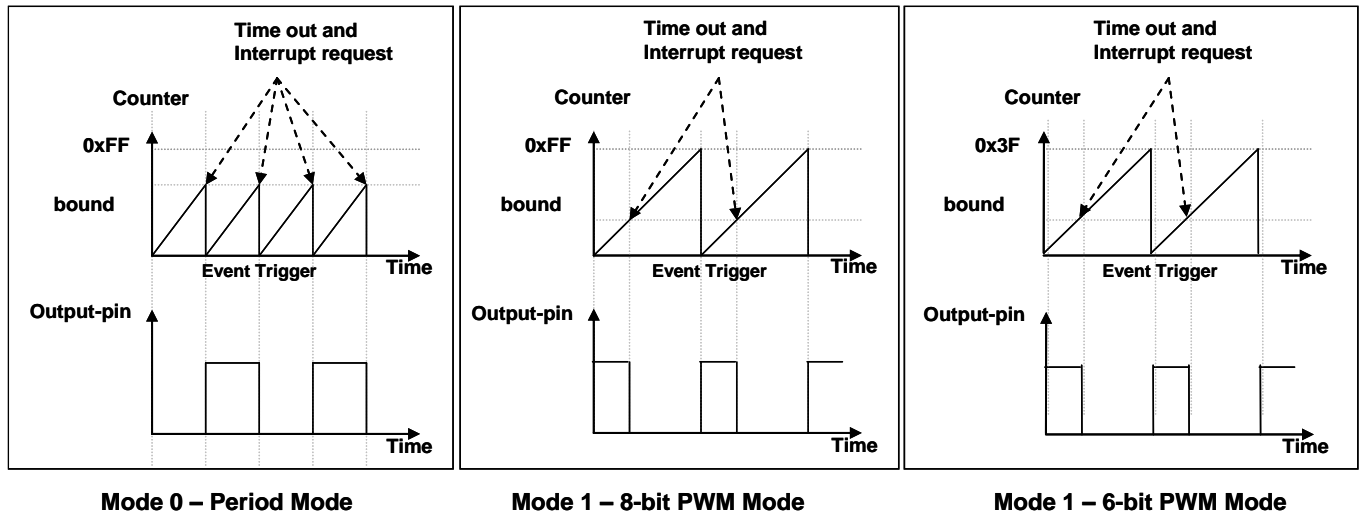 Time out and
Interrupt request
Counter
0xFF
bound
Event Trigger
Time
Output-pin
Time
Mode 0 – Period Mode
Time out and
Interrupt request
Counter
0xFF
bound
Event Trigger
Time
Output-pin
Time
Mode 1 – 8-bit PWM Mode
Time out and
Interrupt request
Counter
0x3F
bound
Event Trigger
Time
Output-pin
Time
Mode 1 – 6-bit PWM Mode